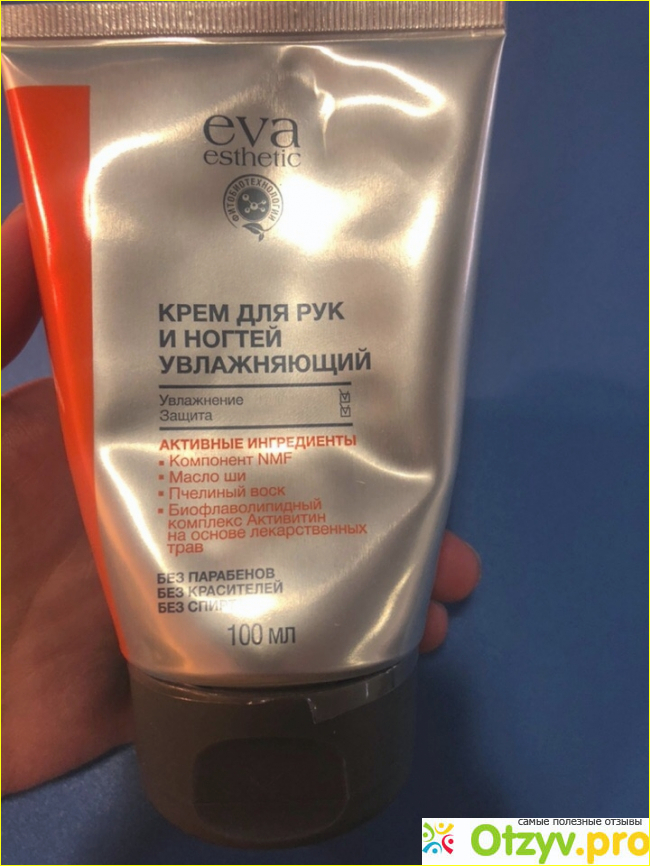 eva
esthetic
ФИТОБИОТЕХНОЛОГИИ
КРЕМ ДЛЯ РУК
И НОГТЕЙ
УВЛАЖНЯЮЩИЙ
Увлажнение
Защита
АКТИВНЫЕ ИНГРЕДИЕНТЫ
▪ Компонент NMF
▪ Масло ши
▪ Пчелиный воск
▪ Биофлаволипидный
комплекс Активитин
на основе лекарственных
трав
БЕЗ ПАРАБЕНОВ
БЕЗ КРАСИТЕЛЕЙ
БЕЗ
100 МЛ
самые полезные отзывы
Otzyv.pro